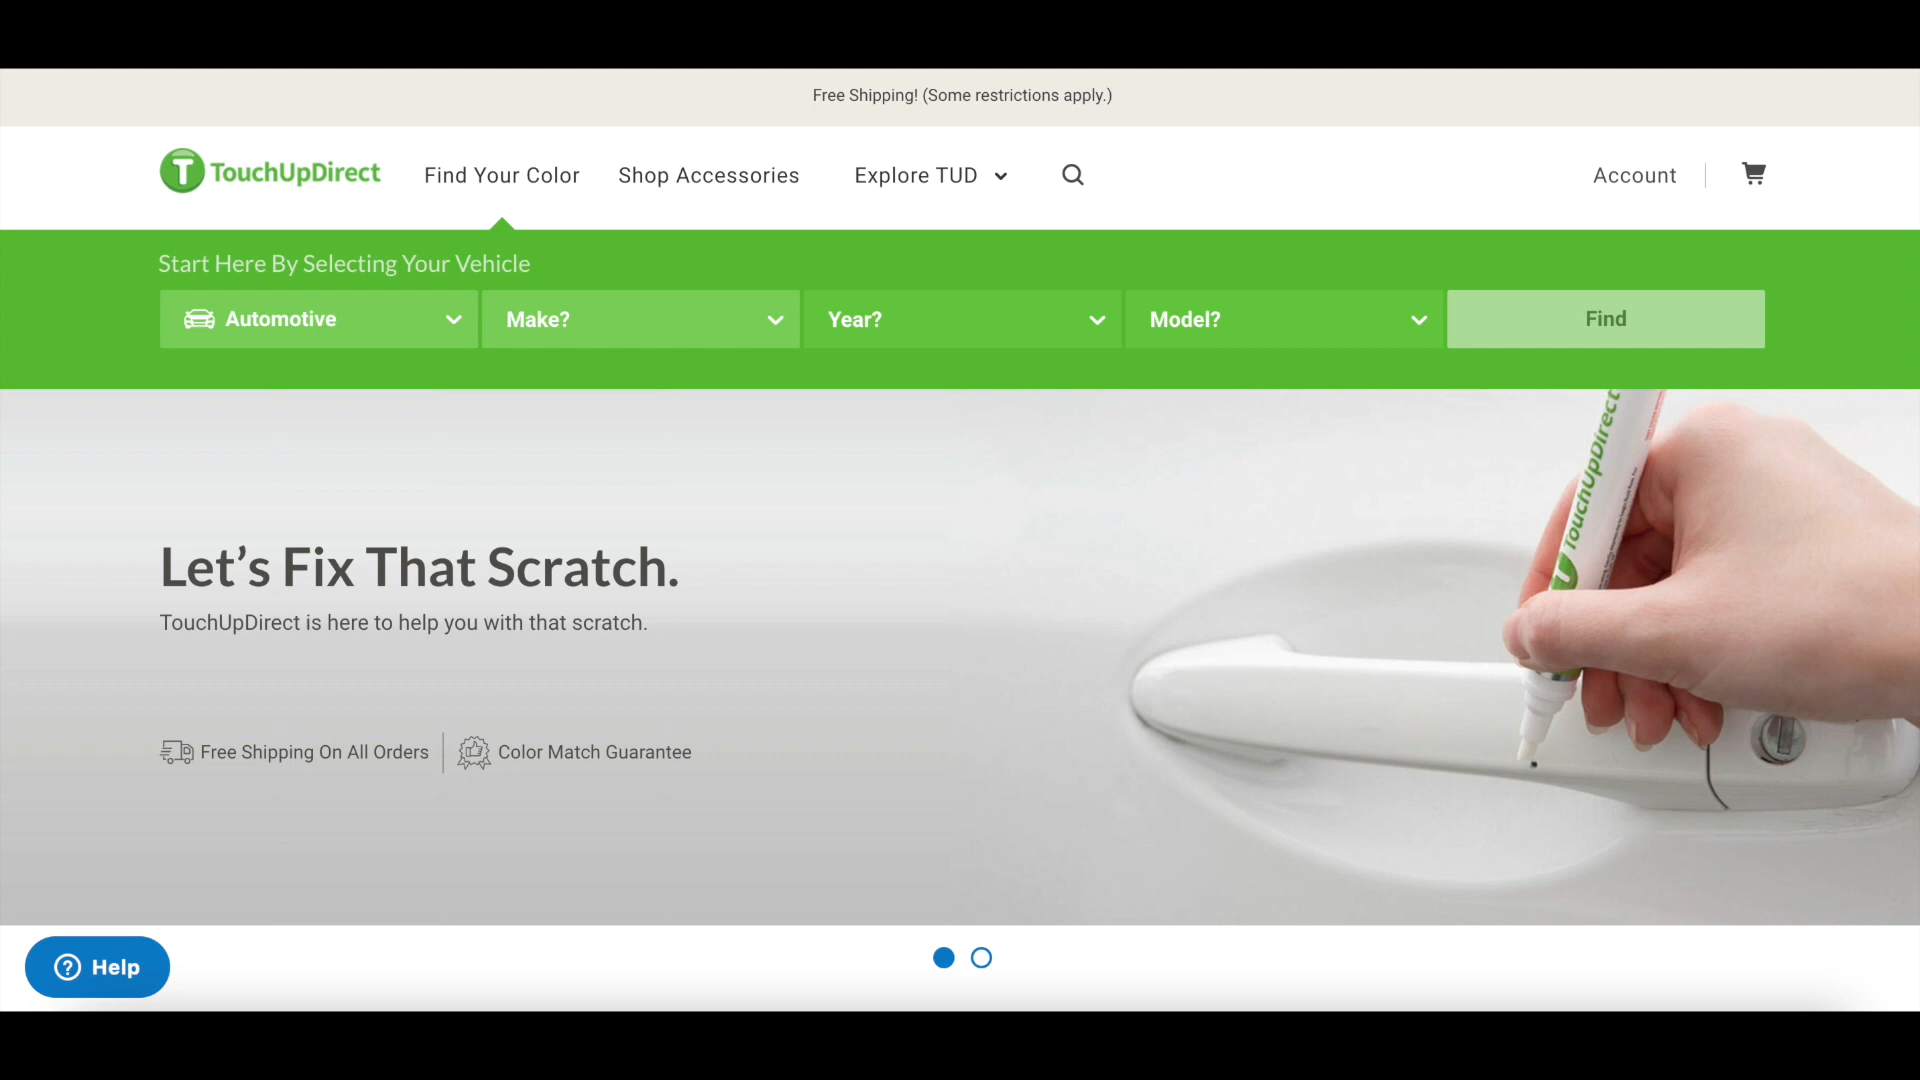 Free Shipping! (Some restrictions apply.)
TouchUpDirect
Find Your Color
Shop Accessories
Explore TUD
Account
Start Here By Selecting Your Vehicle
Automotive
Make?
Year?
Model?
Find
Let’s Fix That Scratch.
TouchUpDirect is here to help you with that scratch.
Free Shipping On All Orders
Color Match Guarantee
TouchUpDirect
Help